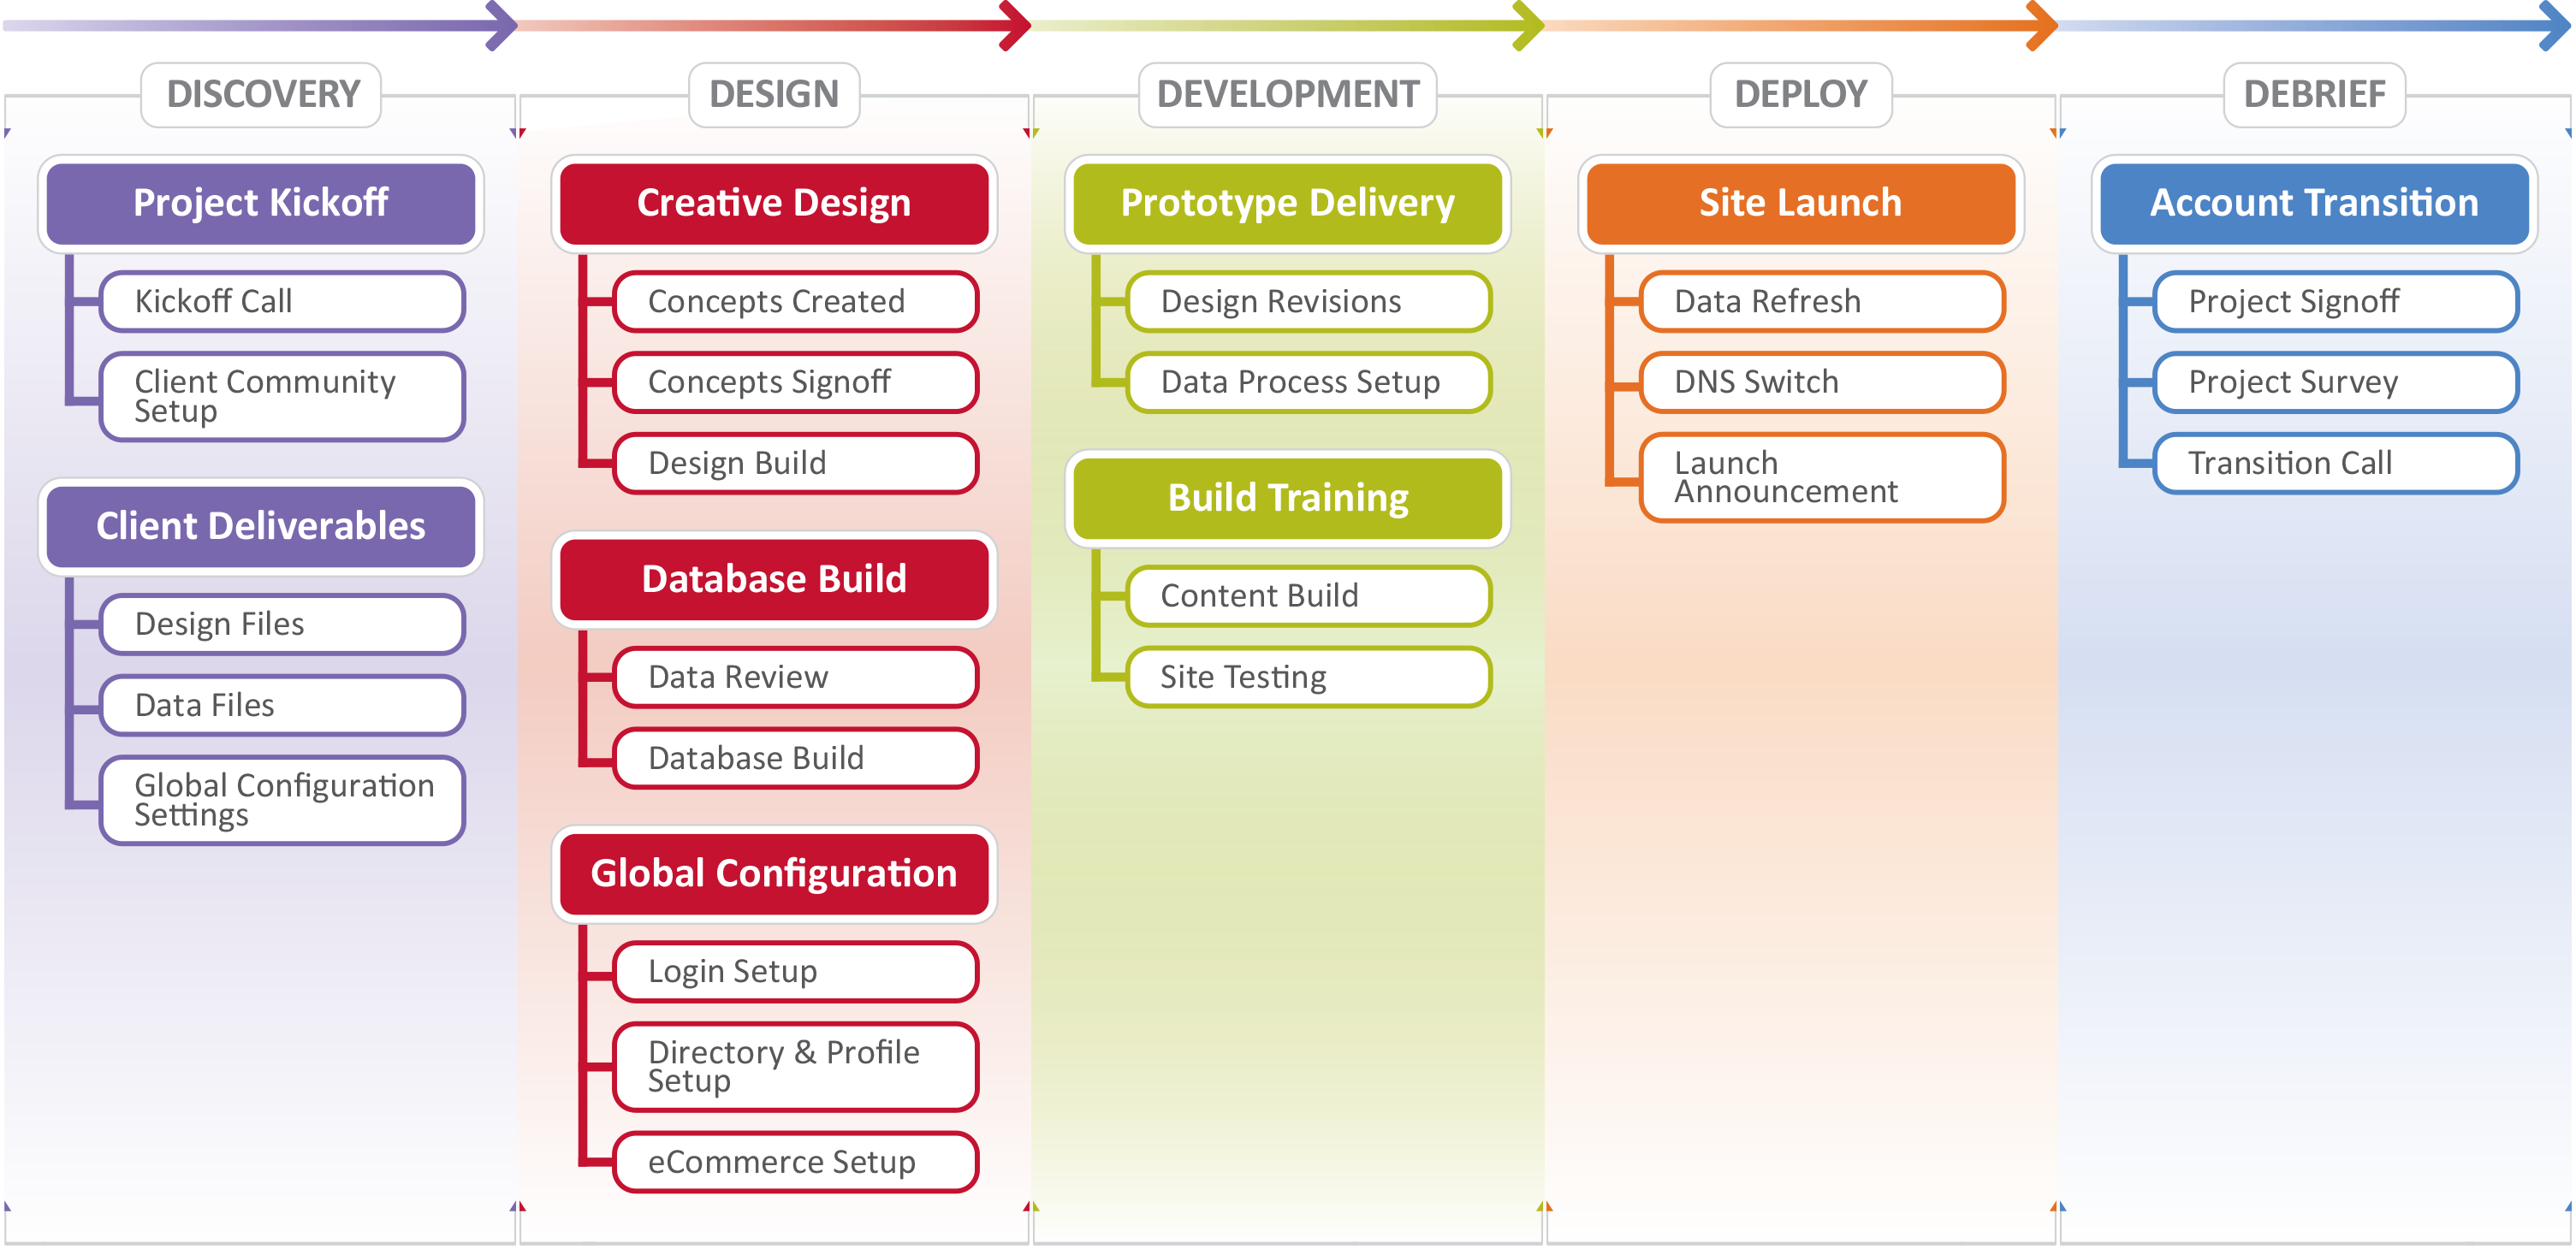 DISCOVERY
Project Kickoff
Kickoff Call
Client Community
Setup
Client Deliverables
Design Files
Data Files
Global Configuration
Settings
DESIGN
Creative Design
Concepts Created
Concepts Signoff
Design Build
Database Build
Data Review
Database Build
Global Configuration
Login Setup
Directory & Profile
Setup
eCommerce Setup
DEVELOPMENT
Prototype Delivery
Design Revisions
Data Process Setup
Build Training
Content Build
Site Testing
DEPLOY
Site Launch
Data Refresh
DNS Switch
Launch
Announcement
DEBRIEF
Account Transition
Project Signoff
Project Survey
Transition Call